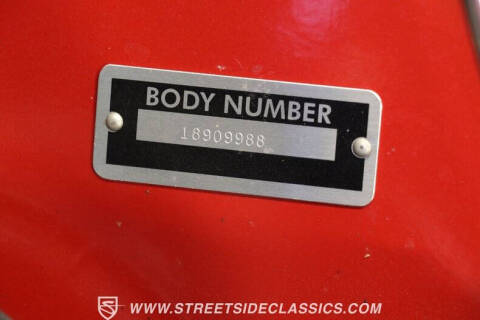 BODY NUMBER
18909988
WWW.STREETSIDECLASSICS.COM